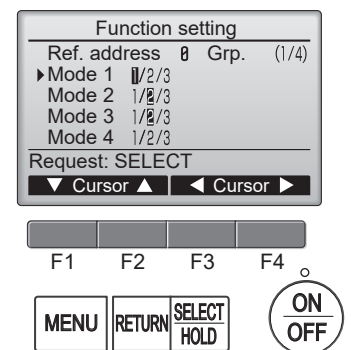 Function setting
Ref. address 0 Grp. (1/4)
▶Mode 1 1/2/3
Mode 2 1/2/3
Mode 3 1/2/3
Mode 4 1/2/3
Request: SELECT
▼ Cursor ▲ ◀ Cursor ▶
F1 F2 F3 F4
MENU RETURN SELECT HOLD ON OFF